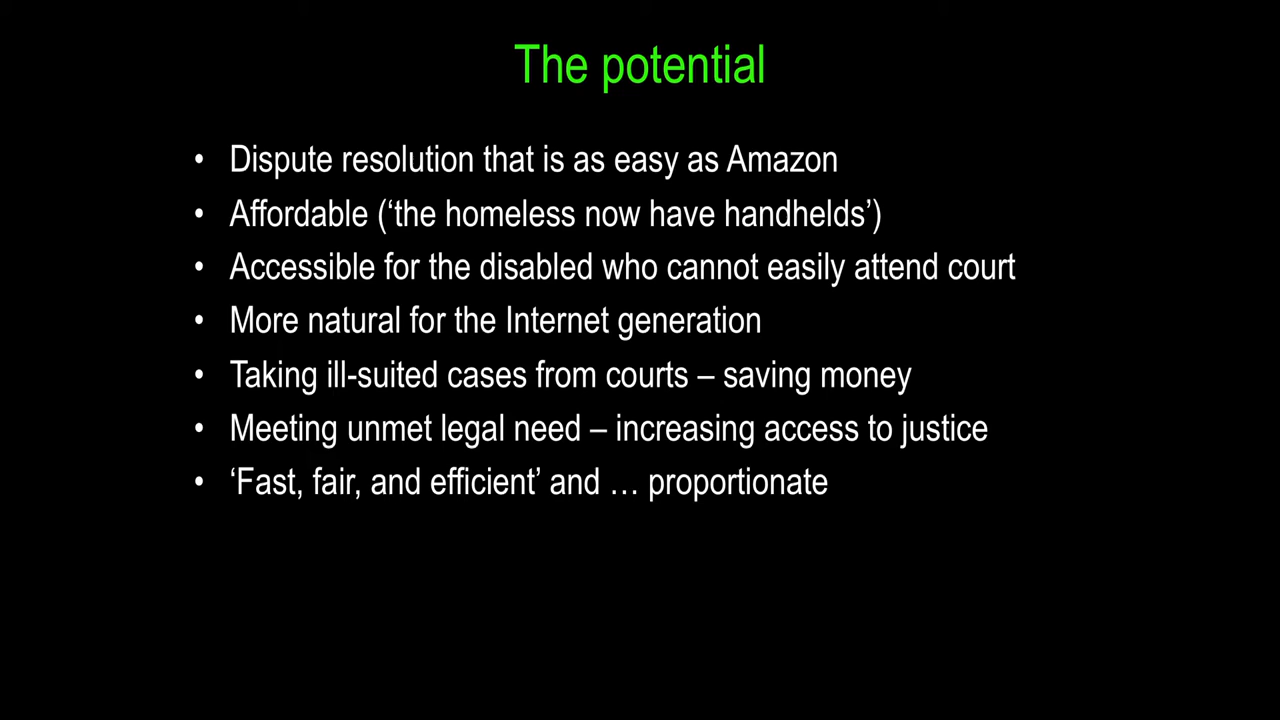 The potential
• Dispute resolution that is as easy as Amazon
• Affordable (‘the homeless now have handhelds’)
• Accessible for the disabled who cannot easily attend court
• More natural for the Internet generation
• Taking ill-suited cases from courts – saving money
• Meeting unmet legal need – increasing access to justice
• ‘Fast, fair, and efficient’ and … proportionate